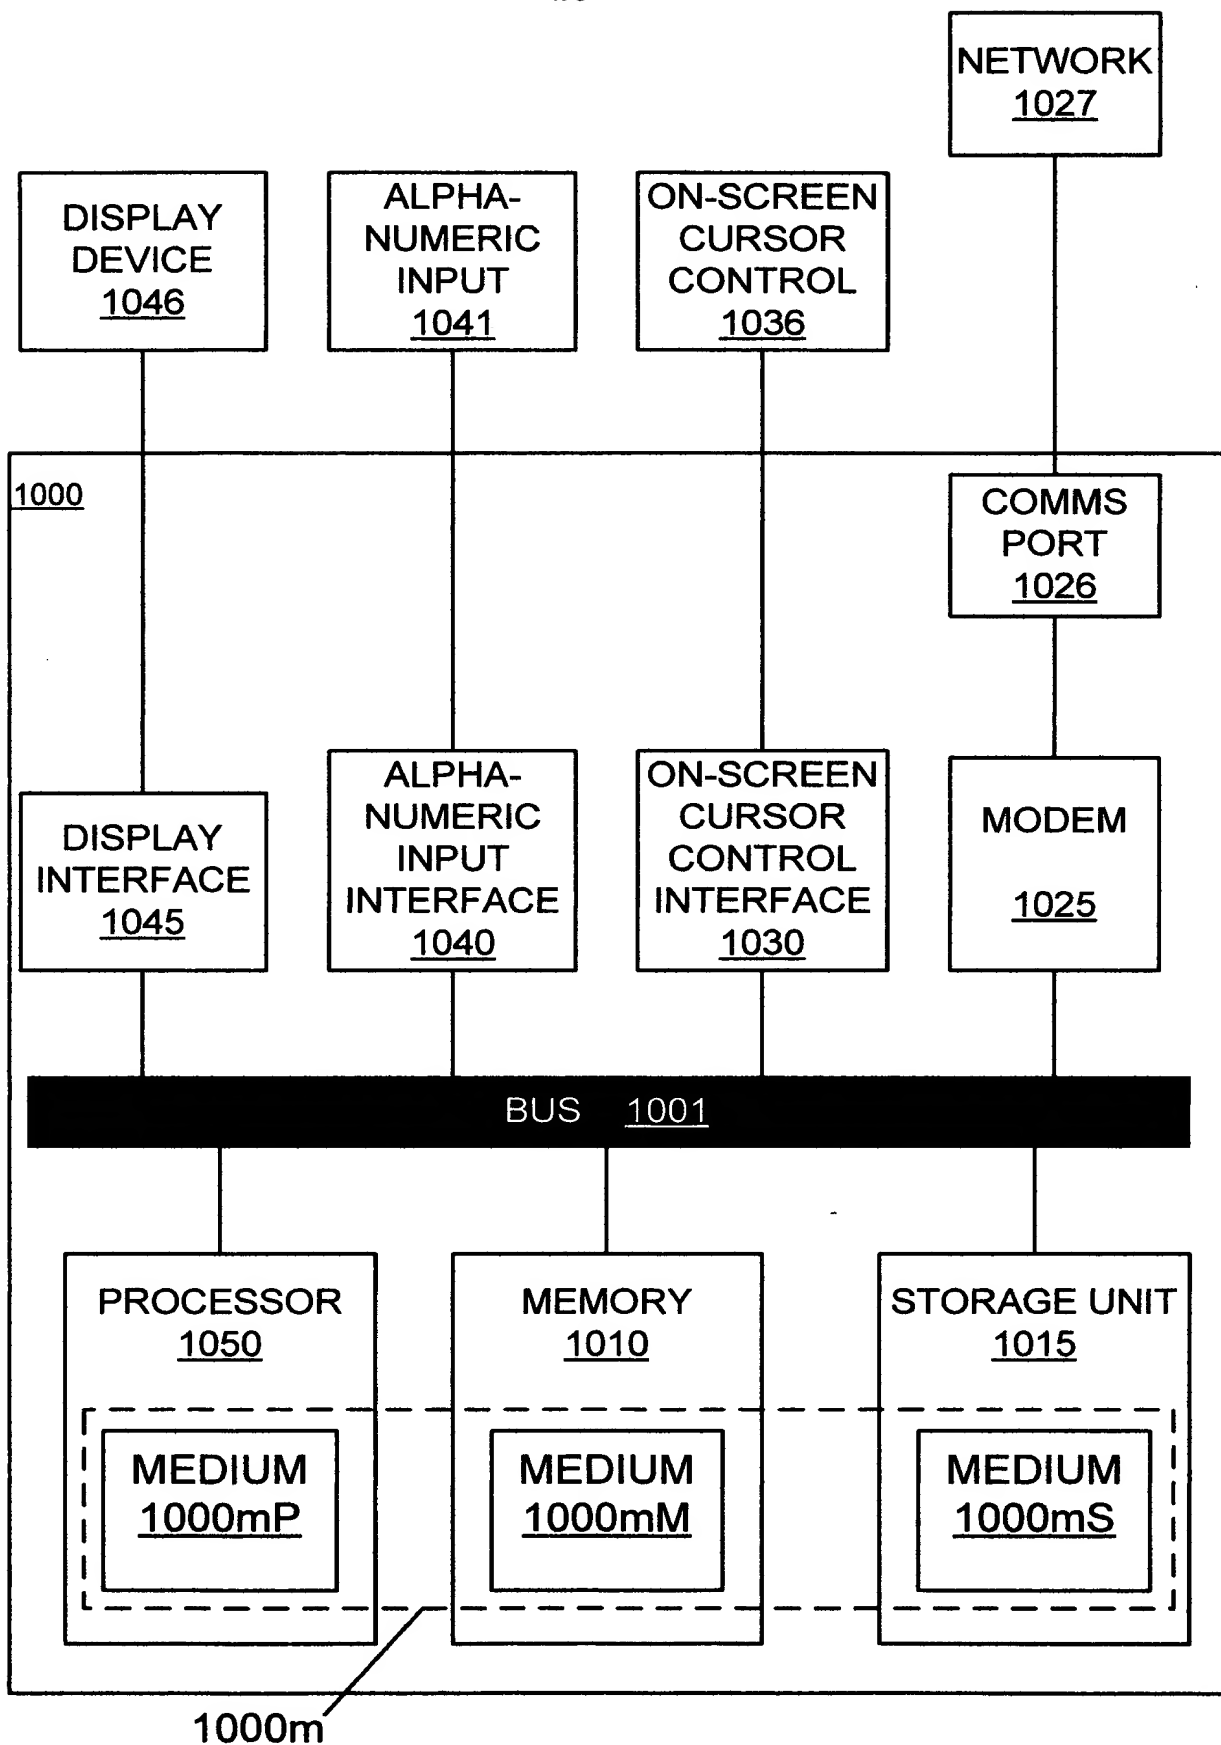 NETWORK
1027
DISPLAY
DEVICE
1046
ALPHA-
NUMERIC
INPUT
1041
ON-SCREEN
CURSOR
CONTROL
1036
1000
COMMS
PORT
1026
DISPLAY
INTERFACE
1045
ALPHA-
NUMERIC
INPUT
INTERFACE
1040
ON-SCREEN
CURSOR
CONTROL
INTERFACE
1030
MODEM
1025
BUS 1001
PROCESSOR
1050
MEMORY
1010
STORAGE UNIT
1015
MEDIUM
1000mP
MEDIUM
1000mM
MEDIUM
1000mS
1000m